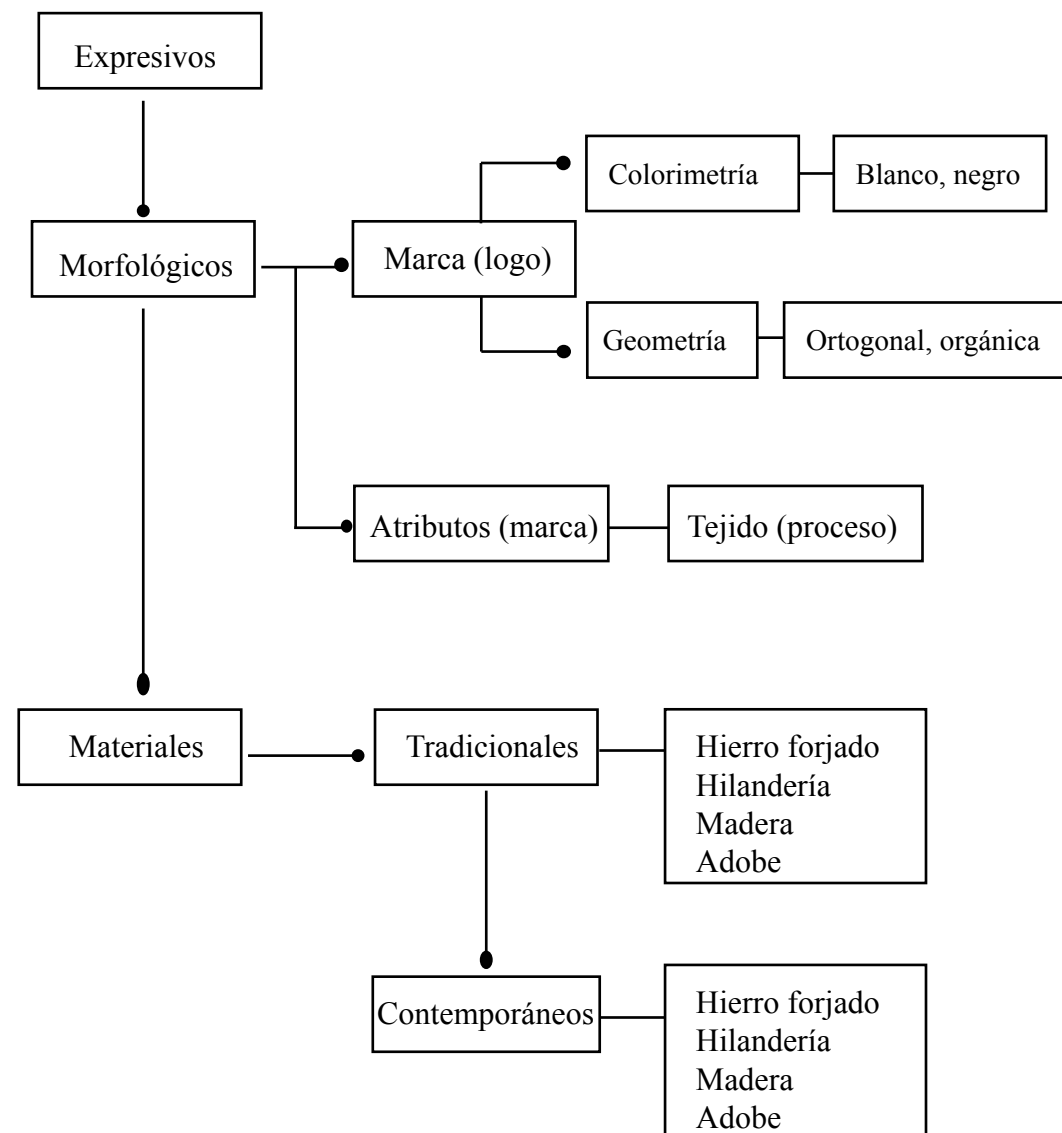 Expresivos
Colorimetría
Blanco, negro
Morfológicos
Marca (logo)
Geometría
Ortogonal, orgánica
Atributos (marca)
Tejido (proceso)
Materiales
Tradicionales
Hierro forjado
Hilandería
Madera
Adobe
Contemporáneos
Hierro forjado
Hilandería
Madera
Adobe